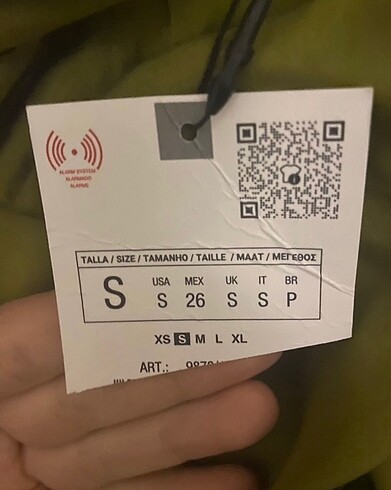 ALARM SYSTEM
ALARMADO
ALARME
TALLA / SIZE / TAMANHO / TAILLE / MAAT / ΜΕΓΕΘΟΣ
S
USA MEX UK IT BR
S 26 S S P
XS S M L XL
ART.: